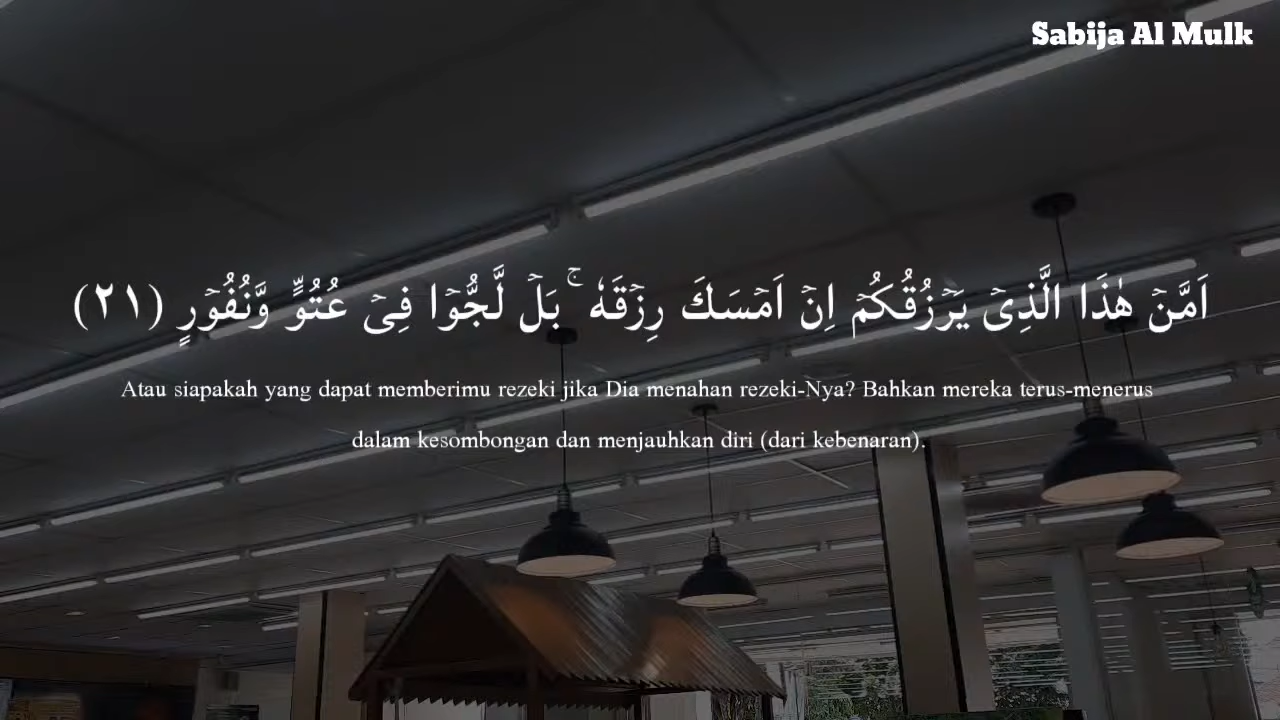 Sabija Al Mulk
اَمَّنْ هٰذَا الَّذِيْ يَرْزُقُكُمْ اِنْ اَمْسَكَ رِزْقَهٗ ۚ بَلْ لَّجُّوْا فِيْ عُتُوٍّ وَّنُفُوْرٍ (٢١)
Atau siapakah yang dapat memberimu rezeki jika Dia menahan rezeki-Nya? Bahkan mereka terus-menerus
dalam kesombongan dan menjauhkan diri (dari kebenaran).